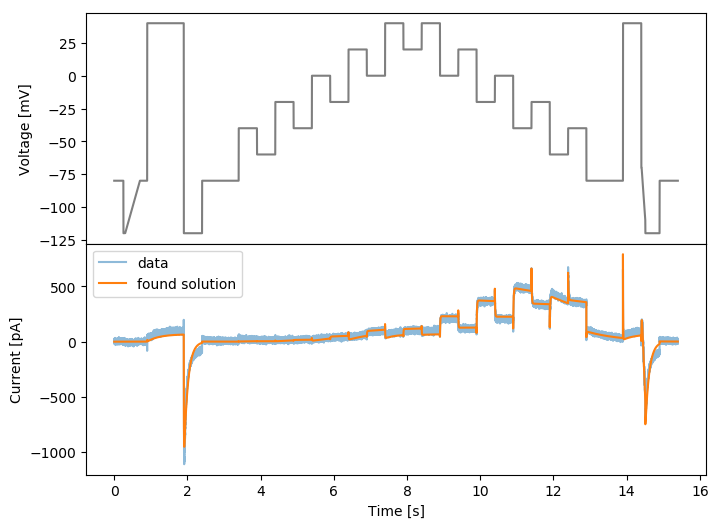 Voltage [mV]
25
0
−25
−50
−75
−100
−125
data
found solution
Current [pA]
500
0
−500
−1000
0 2 4 6 8 10 12 14 16
Time [s]